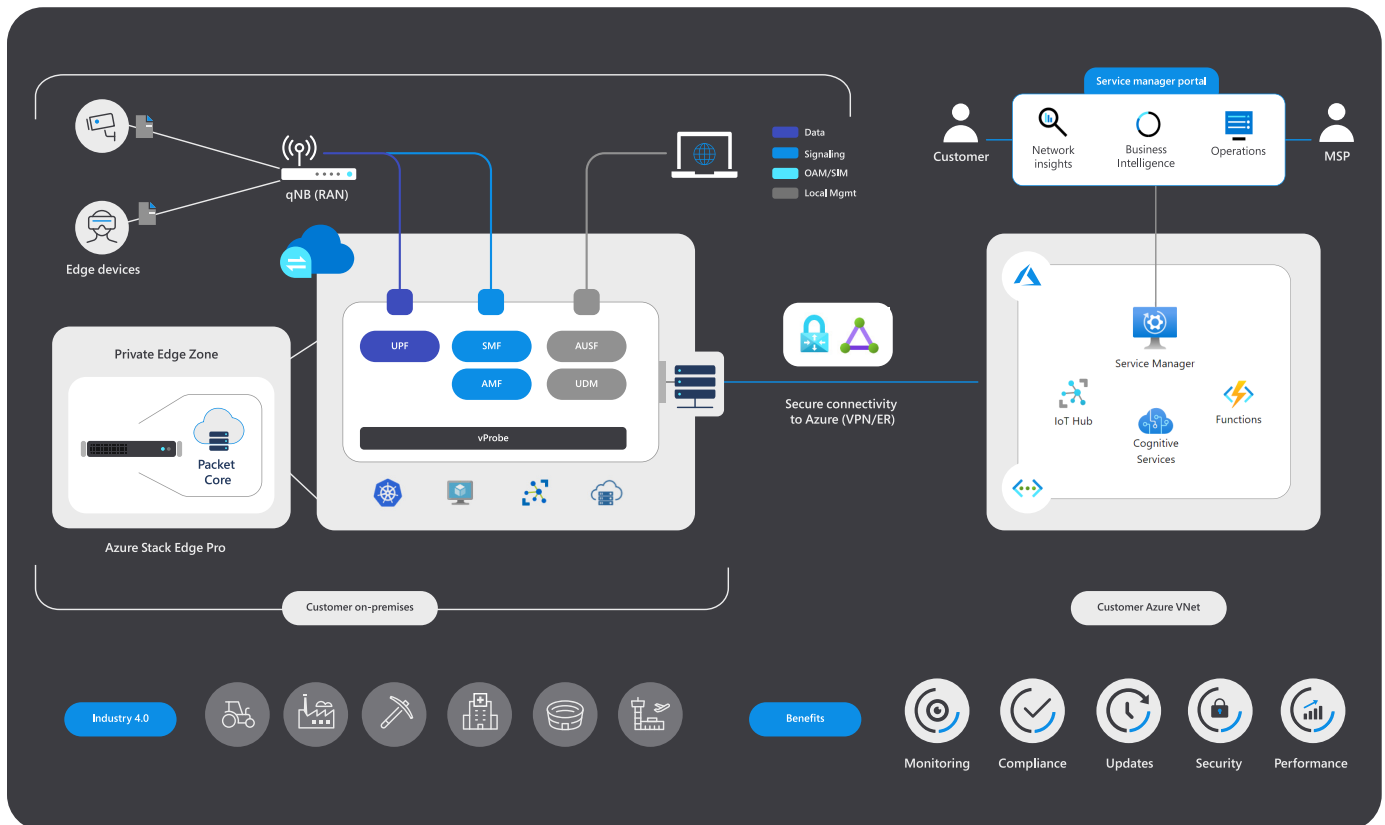 Service manager portal
Data
Signaling
OAM/SIM
Local Mgmt
Customer
Network
insights
Business
Intelligence
Operations
MSP
qNB (RAN)
Edge devices
Private Edge Zone
Packet
Core
Azure Stack Edge Pro
UPF
SMF
AUSF
AMF
UDM
vProbe
Secure connectivity
to Azure (VPN/ER)
Service Manager
IoT Hub
Cognitive
Services
Functions
Customer on-premises
Customer Azure VNet
Industry 4.0
Benefits
Monitoring
Compliance
Updates
Security
Performance